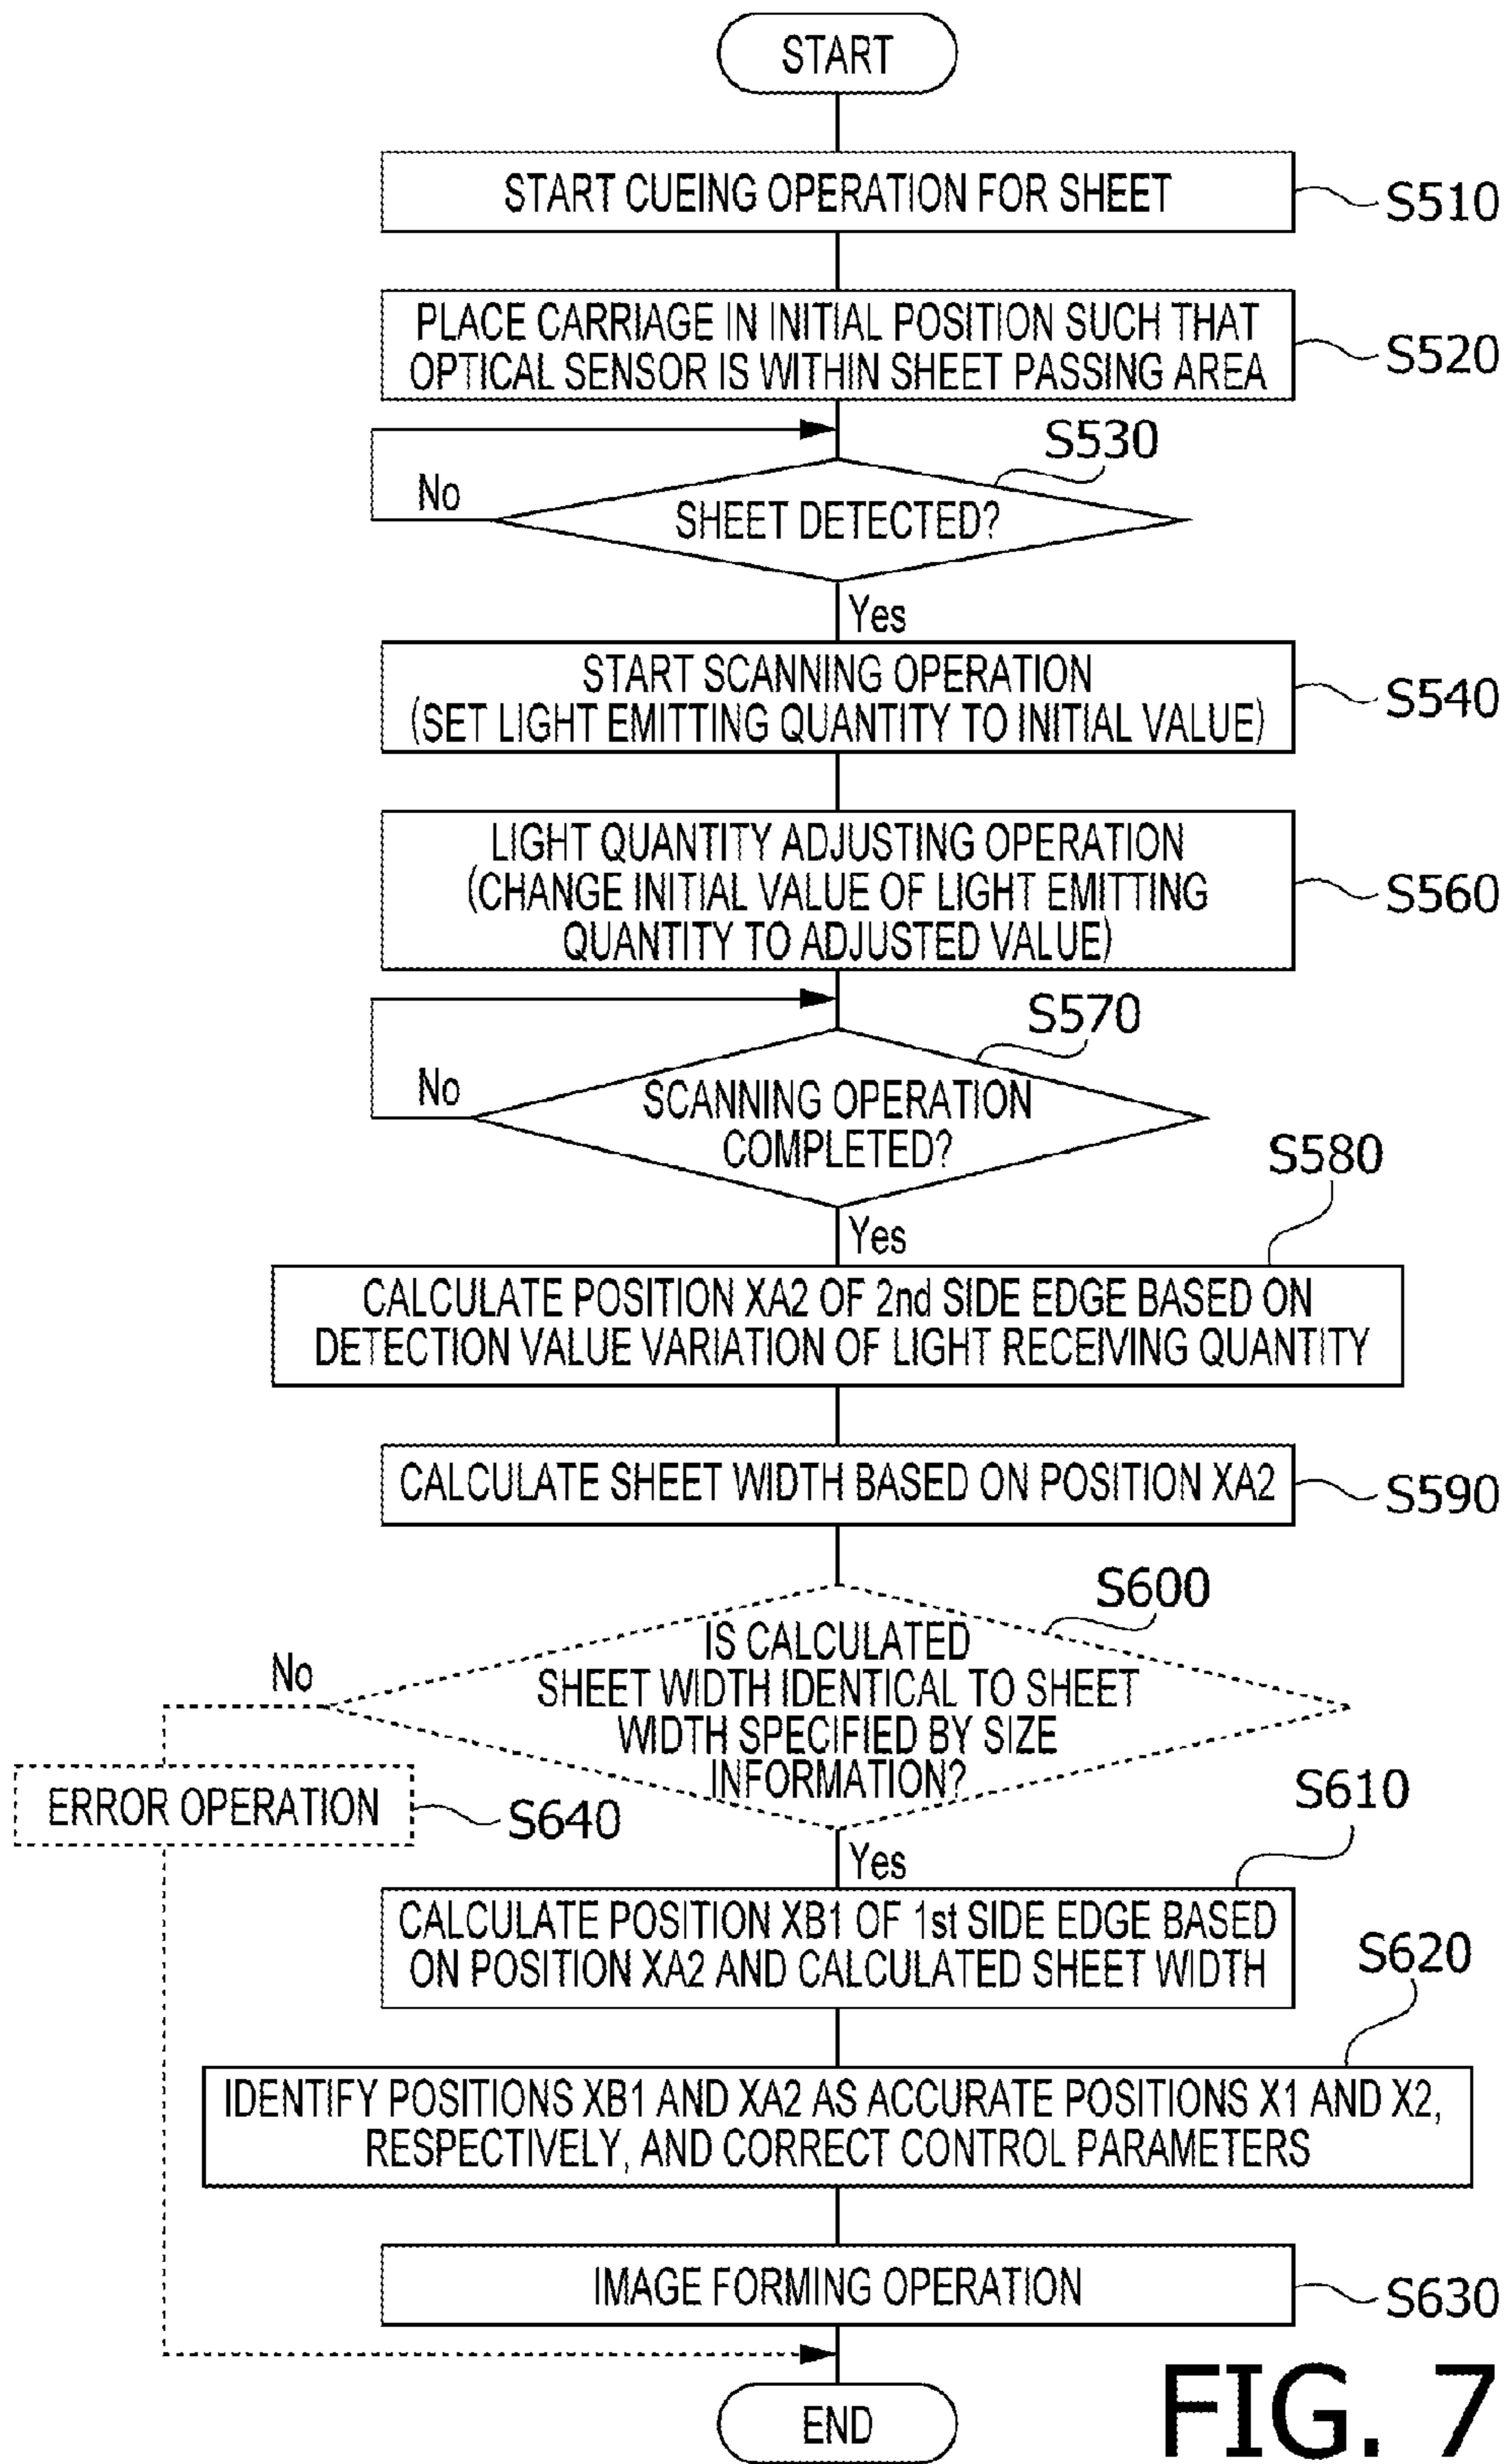 START
START CUEING OPERATION FOR SHEET
S510
PLACE CARRIAGE IN INITIAL POSITION SUCH THAT
OPTICAL SENSOR IS WITHIN SHEET PASSING AREA
S520
S530
No
SHEET DETECTED?
Yes
START SCANNING OPERATION
(SET LIGHT EMITTING QUANTITY TO INITIAL VALUE)
S540
LIGHT QUANTITY ADJUSTING OPERATION
(CHANGE INITIAL VALUE OF LIGHT EMITTING
QUANTITY TO ADJUSTED VALUE)
S560
S570
No
SCANNING OPERATION
COMPLETED?
S580
Yes
CALCULATE POSITION XA2 OF 2nd SIDE EDGE BASED ON
DETECTION VALUE VARIATION OF LIGHT RECEIVING QUANTITY
CALCULATE SHEET WIDTH BASED ON POSITION XA2
S590
S600
No
IS CALCULATED
SHEET WIDTH IDENTICAL TO SHEET
WIDTH SPECIFIED BY SIZE
INFORMATION?
ERROR OPERATION
S640
S610
Yes
CALCULATE POSITION XB1 OF 1st SIDE EDGE BASED
ON POSITION XA2 AND CALCULATED SHEET WIDTH
S620
IDENTIFY POSITIONS XB1 AND XA2 AS ACCURATE POSITIONS X1 AND X2,
RESPECTIVELY, AND CORRECT CONTROL PARAMETERS
IMAGE FORMING OPERATION
S630
END
FIG. 7